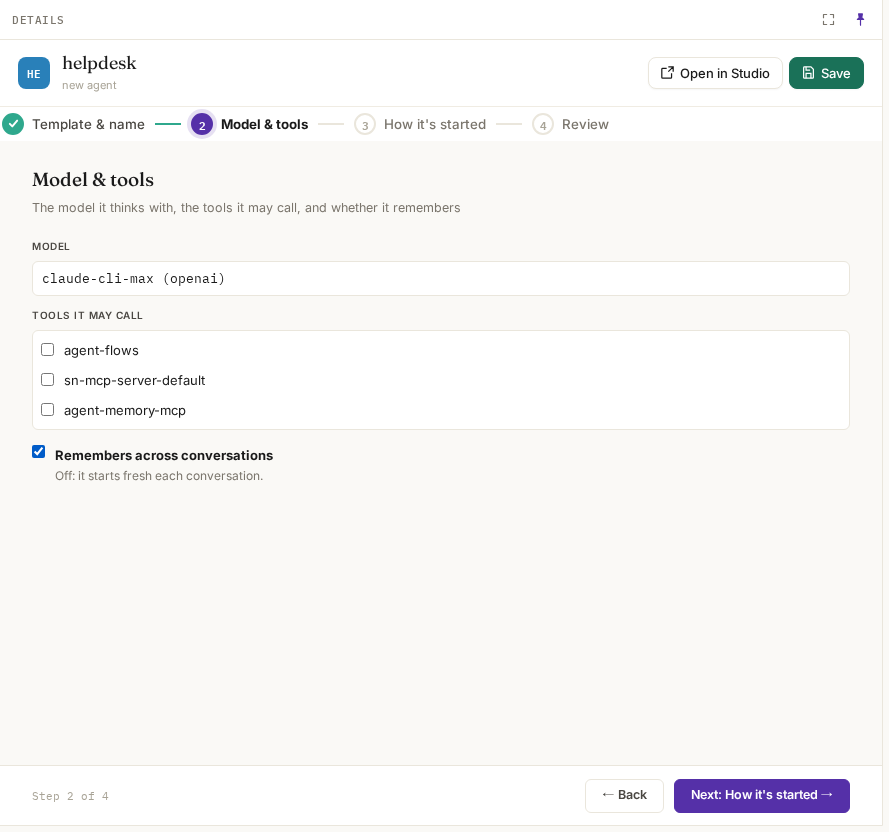 DETAILS
HE
helpdesk
new agent
Open in Studio
Save
Template & name
2
Model & tools
3
How it's started
4
Review
Model & tools
The model it thinks with, the tools it may call, and whether it remembers
MODEL
claude-cli-max (openai)
TOOLS IT MAY CALL
agent-flows
sn-mcp-server-default
agent-memory-mcp
Remembers across conversations
Off: it starts fresh each conversation.
Step 2 of 4
← Back
Next: How it's started →